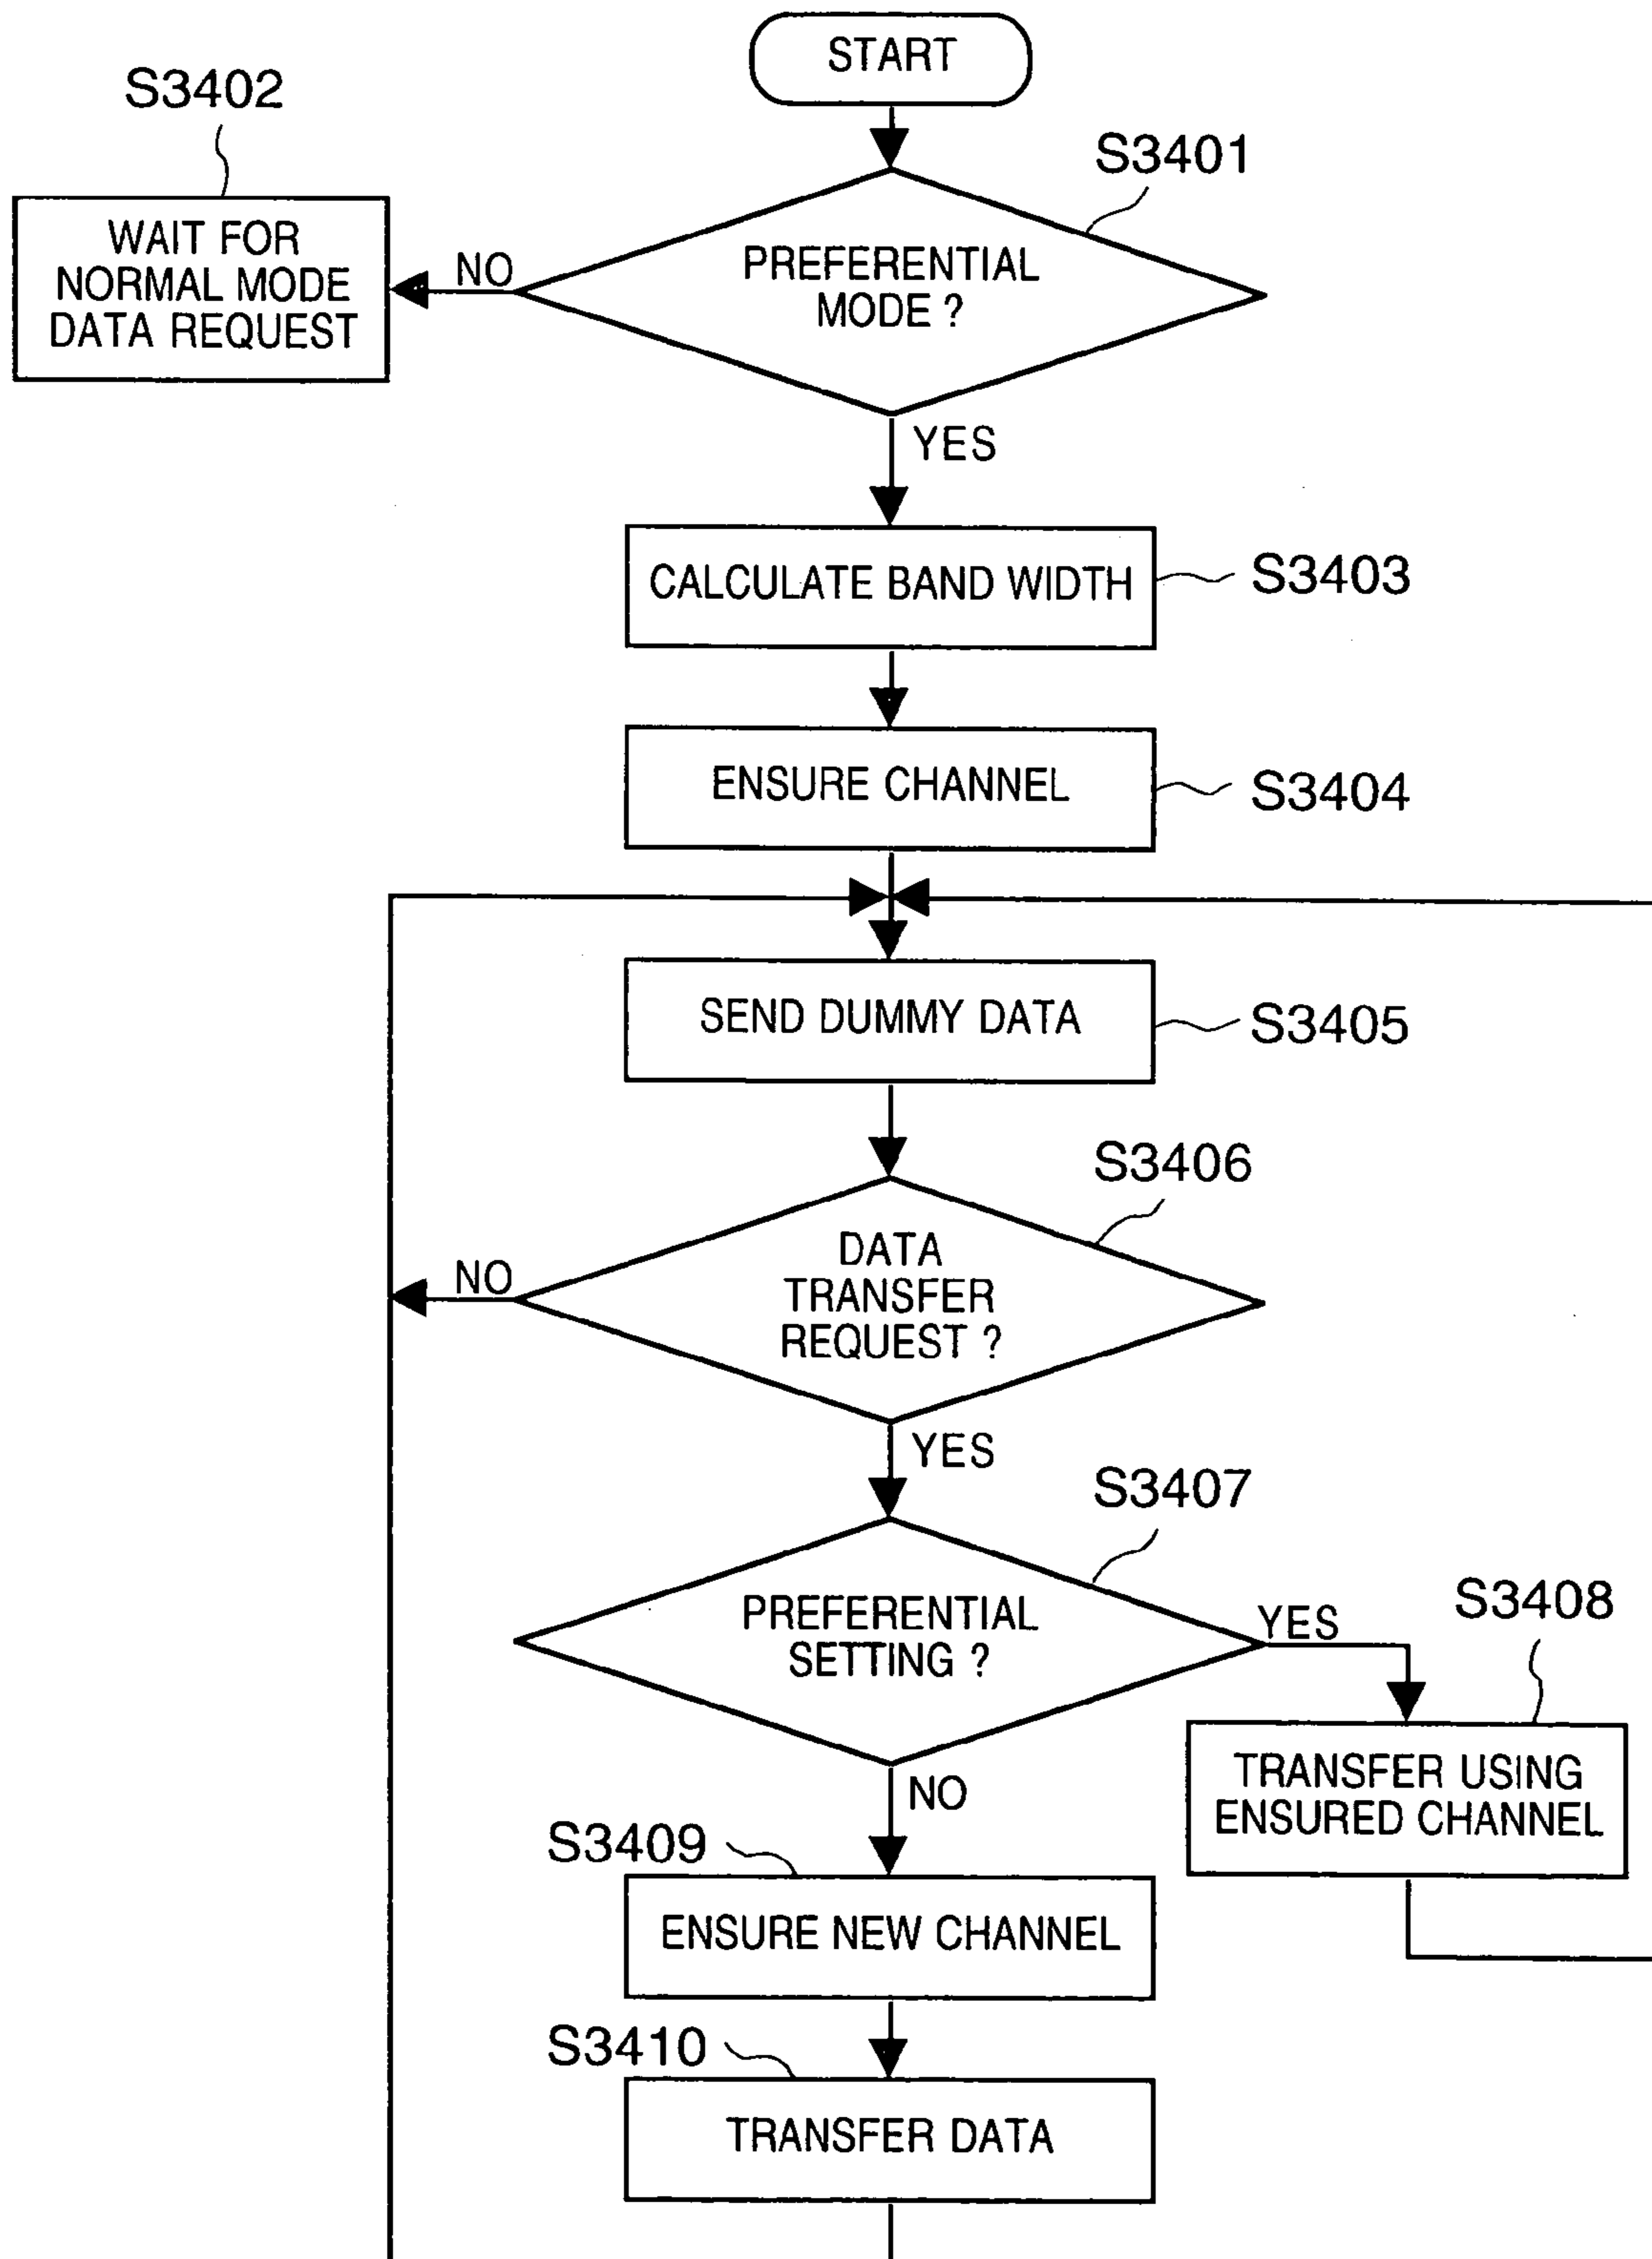 START
S3402
S3401
WAIT FOR
NORMAL MODE
DATA REQUEST
NO
PREFERENTIAL
MODE ?
YES
CALCULATE BAND WIDTH
S3403
ENSURE CHANNEL
S3404
SEND DUMMY DATA
S3405
S3406
NO
DATA
TRANSFER
REQUEST ?
YES
S3407
PREFERENTIAL
SETTING ?
YES
S3408
TRANSFER USING
ENSURED CHANNEL
NO
S3409
ENSURE NEW CHANNEL
S3410
TRANSFER DATA